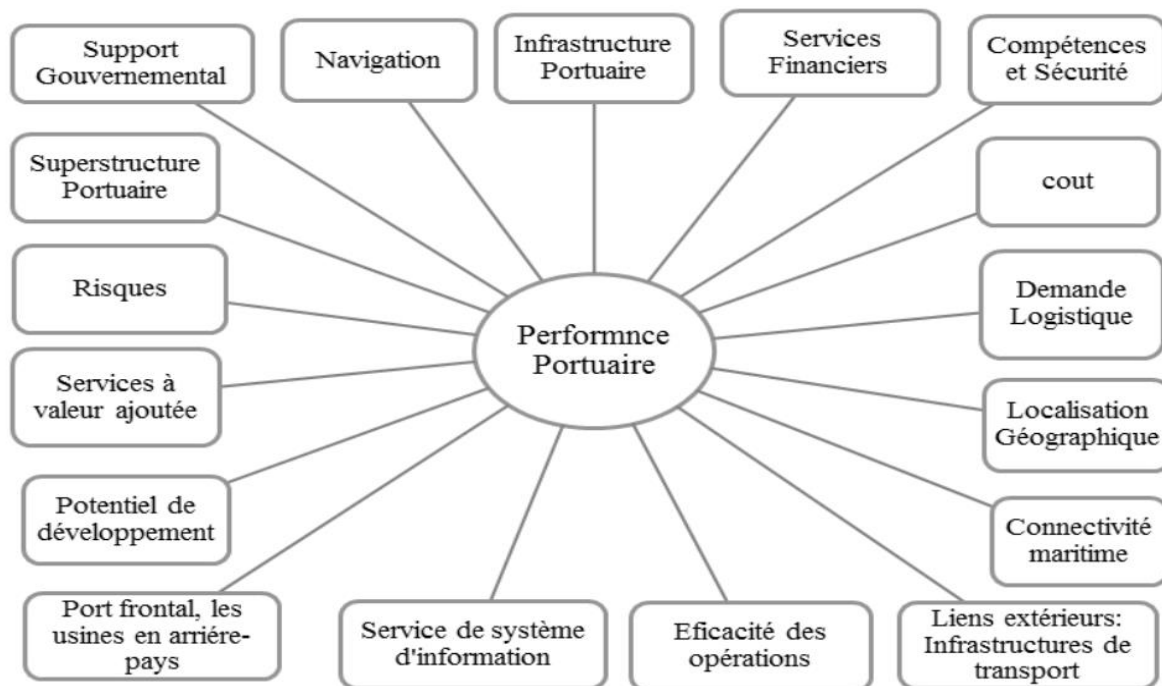 Support
Gouvernemental
Navigation
Infrastructure
Portuaire
Services
Financiers
Compétences
et Sécurité
Superstructure
Portuaire
cout
Risques
Demande
Logistique
Performnce
Portuaire
Services à
valeur ajoutée
Localisation
Géographique
Potentiel de
développement
Connectivité
maritime
Port frontal, les
usines en arriére-
pays
Service de système
d'information
Eficacité des
opérations
Liens extérieurs:
Infrastructures de
transport